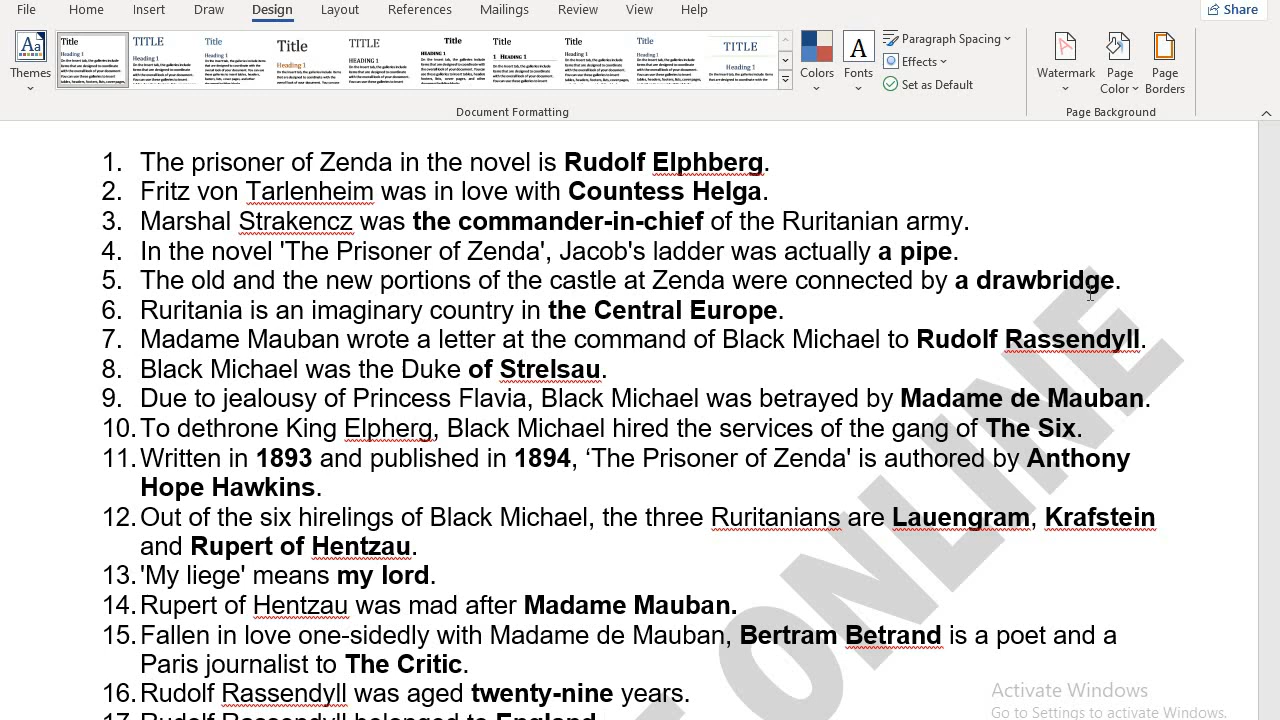 File Home Insert Draw Design Layout References Mailings Review View Help Share
Themes Colors Fonts Paragraph Spacing Effects Set as Default Watermark Page Color Page Borders
Document Formatting Page Background
1. The prisoner of Zenda in the novel is Rudolf Elphberg.
2. Fritz von Tarlenheim was in love with Countess Helga.
3. Marshal Strakencz was the commander-in-chief of the Ruritanian army.
4. In the novel 'The Prisoner of Zenda', Jacob's ladder was actually a pipe.
5. The old and the new portions of the castle at Zenda were connected by a drawbridge.
6. Ruritania is an imaginary country in the Central Europe.
7. Madame Mauban wrote a letter at the command of Black Michael to Rudolf Rassendyll.
8. Black Michael was the Duke of Strelsau.
9. Due to jealousy of Princess Flavia, Black Michael was betrayed by Madame de Mauban.
10. To dethrone King Elpherg, Black Michael hired the services of the gang of The Six.
11. Written in 1893 and published in 1894, ‘The Prisoner of Zenda' is authored by Anthony
Hope Hawkins.
12. Out of the six hirelings of Black Michael, the three Ruritanians are Lauengram, Krafstein
and Rupert of Hentzau.
13. 'My liege' means my lord.
14. Rupert of Hentzau was mad after Madame Mauban.
15. Fallen in love one-sidedly with Madame de Mauban, Bertram Betrand is a poet and a
Paris journalist to The Critic.
16. Rudolf Rassendyll was aged twenty-nine years.
17. Rudolf Rassendyll belonged to England.
ONLINE
Activate Windows
Go to Settings to activate Windows.